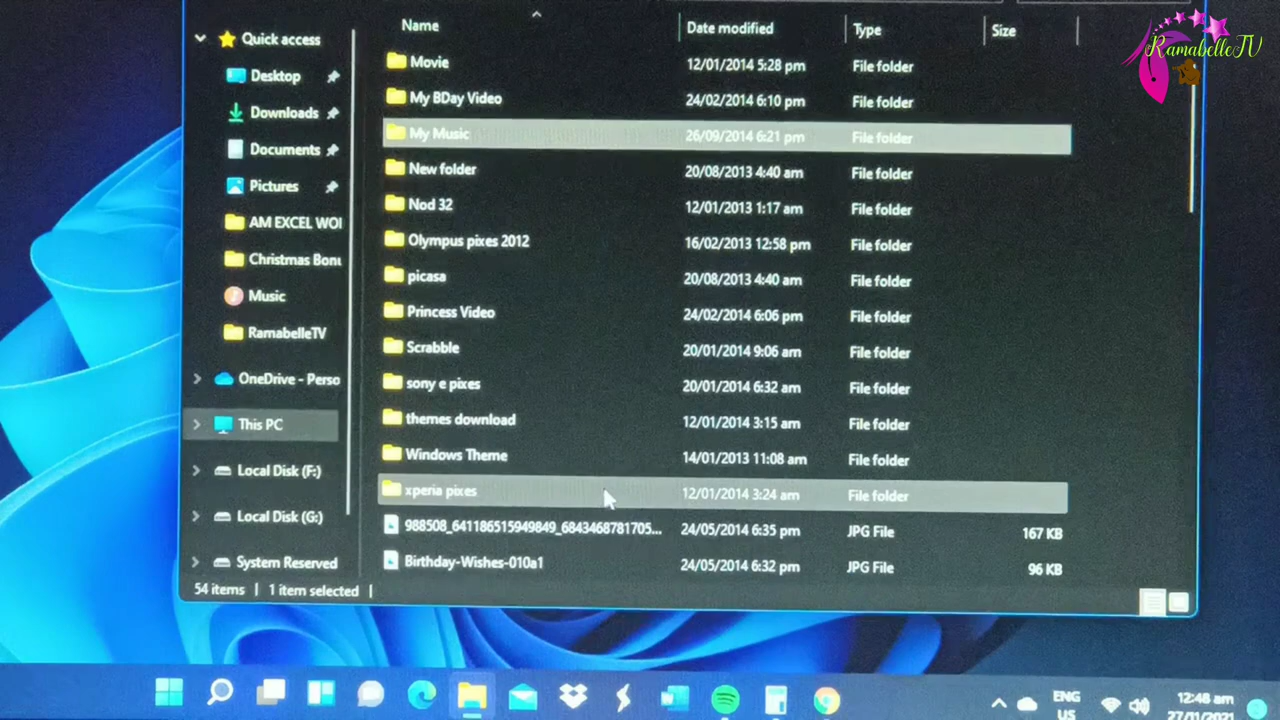 RamabelleTV
Name Date modified Type Size
Quick access
Desktop
Downloads
Documents
Pictures
AM EXCEL WO
Christmas Bon
Music
RamabelleTV
OneDrive - Perso
This PC
Local Disk (F:)
Local Disk (G:)
System Reserved
Movie 12/01/2014 5:28 pm File folder
My BDay Video 24/02/2014 6:10 pm File folder
My Music 26/09/2014 6:21 pm File folder
New folder 20/08/2013 4:40 am File folder
Nod 32 12/01/2013 1:17 am File folder
Olympus pixes 2012 16/02/2013 12:58 pm File folder
picasa 20/08/2013 4:40 am File folder
Princess Video 24/02/2014 6:06 pm File folder
Scrabble 20/01/2014 9:06 am File folder
sony e pixes 20/01/2014 6:32 am File folder
themes download 12/01/2014 3:15 am File folder
Windows Theme 14/01/2013 11:08 am File folder
xperia pixes 12/01/2014 3:24 am File folder
988508_641186515949849_6843468781705... 24/05/2014 6:35 pm JPG File 167 KB
Birthday-Wishes-010a1 24/05/2014 6:32 pm JPG File 96 KB
54 items 1 item selected
ENG
US
12:48 am
27/11/2021